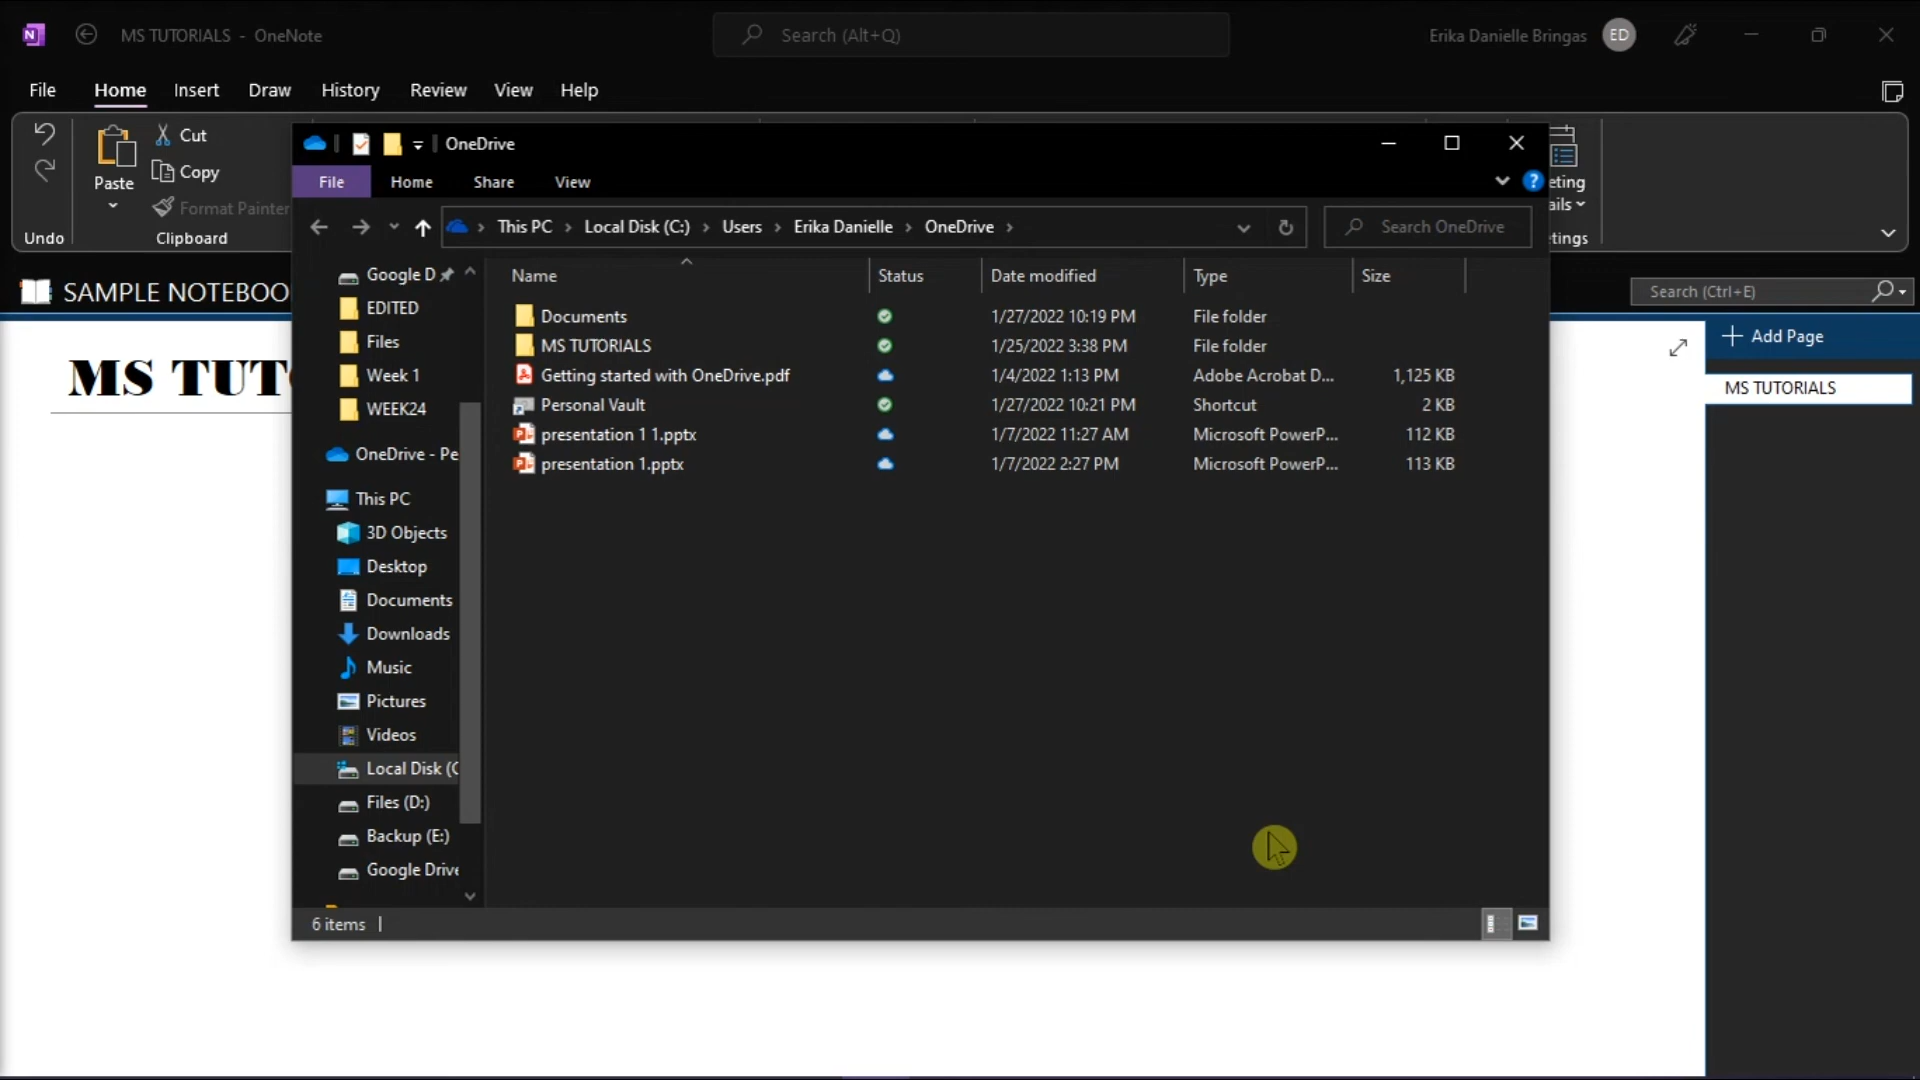 MS TUTORIALS - OneNote
Search (Alt+Q)
Erika Danielle Bringas ED
File Home Insert Draw History Review View Help
Cut
Copy
Format Painter
Paste
Undo
Clipboard
eting
ails
tings
SAMPLE NOTEBOO
Search (Ctrl+E)
MS TUT
Add Page
MS TUTORIALS
OneDrive
File Home Share View
This PC > Local Disk (C:) > Users > Erika Danielle > OneDrive >
Search OneDrive
Google D
EDITED
Files
Week 1
WEEK24
OneDrive - Pe
This PC
3D Objects
Desktop
Documents
Downloads
Music
Pictures
Videos
Local Disk (C
Files (D:)
Backup (E:)
Google Drive
Name Status Date modified Type Size
Documents 1/27/2022 10:19 PM File folder
MS TUTORIALS 1/25/2022 3:38 PM File folder
Getting started with OneDrive.pdf 1/4/2022 1:13 PM Adobe Acrobat D... 1,125 KB
Personal Vault 1/27/2022 10:21 PM Shortcut 2 KB
presentation 1 1.pptx 1/7/2022 11:27 AM Microsoft PowerP... 112 KB
presentation 1.pptx 1/7/2022 2:27 PM Microsoft PowerP... 113 KB
6 items